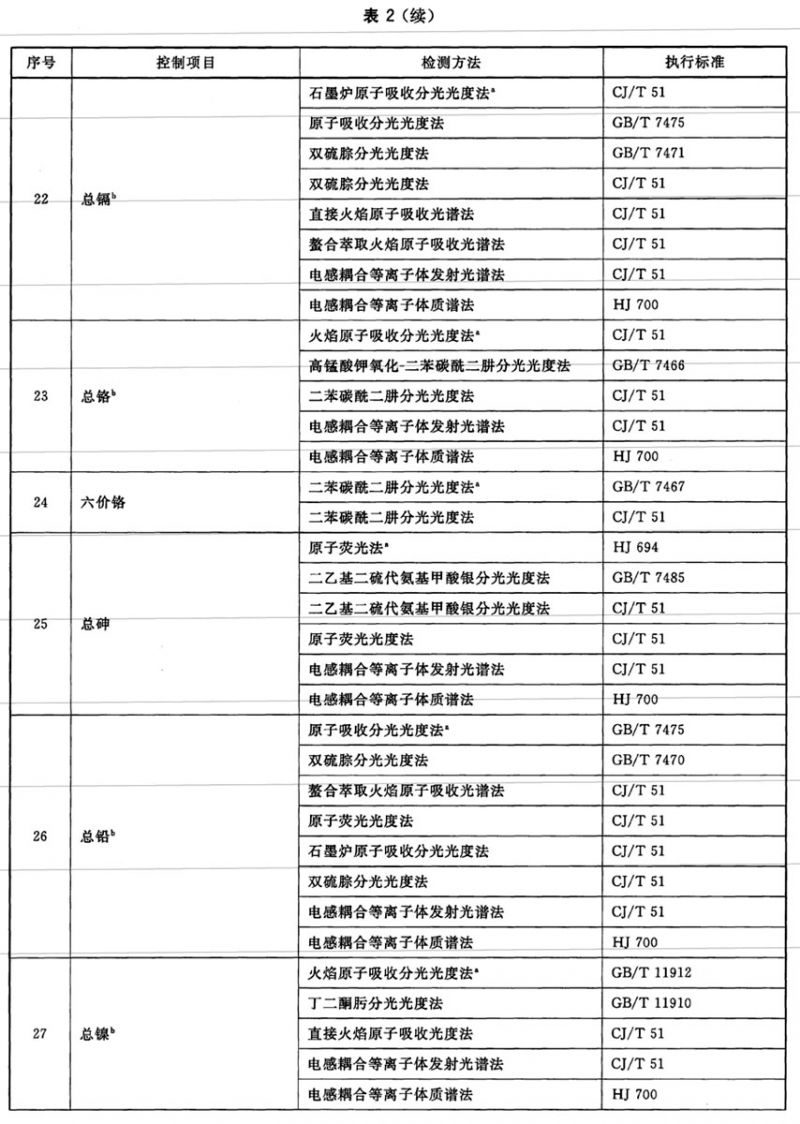 表 2（续）
序号 控制项目 检测方法 执行标准
22 总镉ᵇ 石墨炉原子吸收分光光度法ᵃ CJ/T 51
原子吸收分光光度法 GB/T 7475
双硫腙分光光度法 GB/T 7471
双硫腙分光光度法 CJ/T 51
直接火焰原子吸收光谱法 CJ/T 51
螯合萃取火焰原子吸收光谱法 CJ/T 51
电感耦合等离子体发射光谱法 CJ/T 51
电感耦合等离子体质谱法 HJ 700
23 总铬ᵇ 火焰原子吸收分光光度法ᵃ CJ/T 51
高锰酸钾氧化-二苯碳酰二肼分光光度法 GB/T 7466
二苯碳酰二肼分光光度法 CJ/T 51
电感耦合等离子体发射光谱法 CJ/T 51
电感耦合等离子体质谱法 HJ 700
24 六价铬 二苯碳酰二肼分光光度法ᵃ GB/T 7467
二苯碳酰二肼分光光度法 CJ/T 51
25 总砷 原子荧光法ᵃ HJ 694
二乙基二硫代氨基甲酸银分光光度法 GB/T 7485
二乙基二硫代氨基甲酸银分光光度法 CJ/T 51
原子荧光光度法 CJ/T 51
电感耦合等离子体发射光谱法 CJ/T 51
电感耦合等离子体质谱法 HJ 700
26 总铅ᵇ 原子吸收分光光度法ᵃ GB/T 7475
双硫腙分光光度法 GB/T 7470
螯合萃取火焰原子吸收光谱法 CJ/T 51
原子荧光光度法 CJ/T 51
石墨炉原子吸收分光光度法 CJ/T 51
双硫腙分光光度法 CJ/T 51
电感耦合等离子体发射光谱法 CJ/T 51
电感耦合等离子体质谱法 HJ 700
27 总镍ᵇ 火焰原子吸收分光光度法ᵃ GB/T 11912
丁二酮肟分光光度法 GB/T 11910
直接火焰原子吸收光度法 CJ/T 51
电感耦合等离子体发射光谱法 CJ/T 51
电感耦合等离子体质谱法 HJ 700